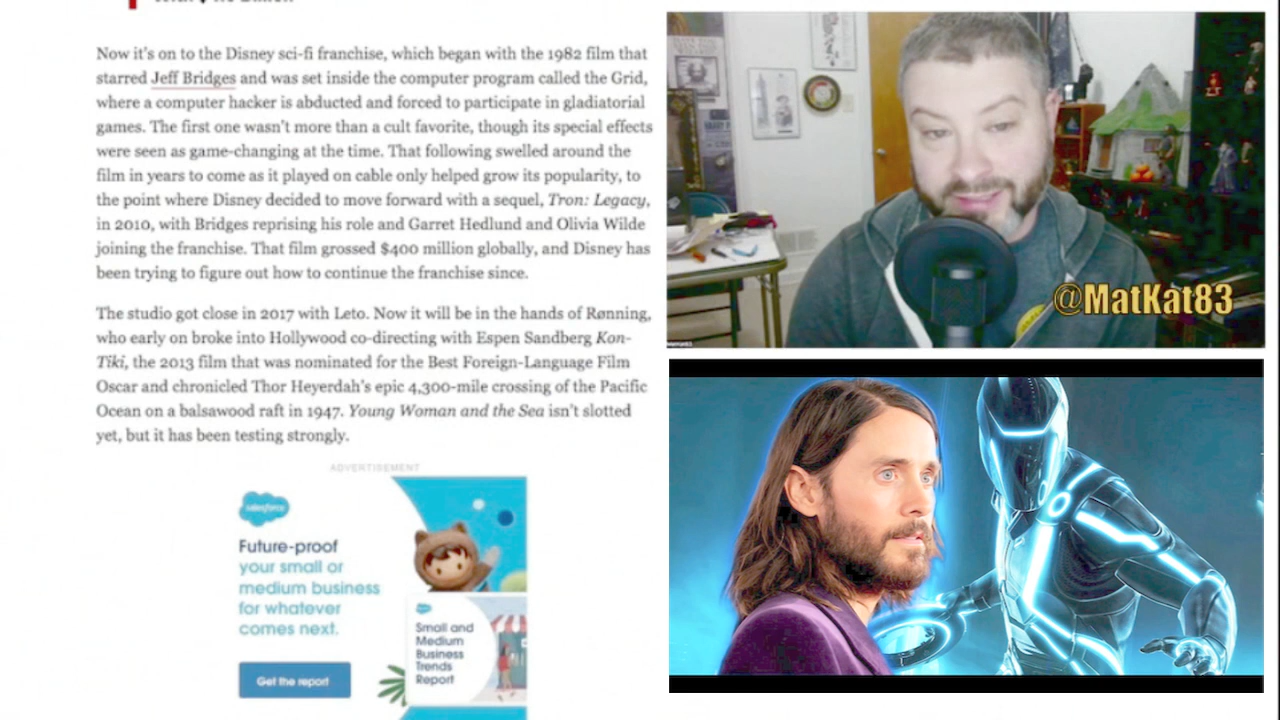 Now it's on to the Disney sci-fi franchise, which began with the 1982 film that
starred Jeff Bridges and was set inside the computer program called the Grid,
where a computer hacker is abducted and forced to participate in gladiatorial
games. The first one wasn't more than a cult favorite, though its special effects
were seen as game-changing at the time. That following swelled around the
film in years to come as it played on cable only helped grow its popularity, to
the point where Disney decided to move forward with a sequel, Tron: Legacy,
in 2010, with Bridges reprising his role and Garret Hedlund and Olivia Wilde
joining the franchise. That film grossed $400 million globally, and Disney has
been trying to figure out how to continue the franchise since.
The studio got close in 2017 with Leto. Now it will be in the hands of Rønning,
who early on broke into Hollywood co-directing with Espen Sandberg Kon-
Tiki, the 2013 film that was nominated for the Best Foreign-Language Film
Oscar and chronicled Thor Heyerdah's epic 4,300-mile crossing of the Pacific
Ocean on a balsawood raft in 1947. Young Woman and the Sea isn't slotted
yet, but it has been testing strongly.
ADVERTISEMENT
salesforce
Future-proof
your small or
medium business
for whatever
comes next.
Get the report
Small and
Medium
Business
Trends
Report
@MatKat83